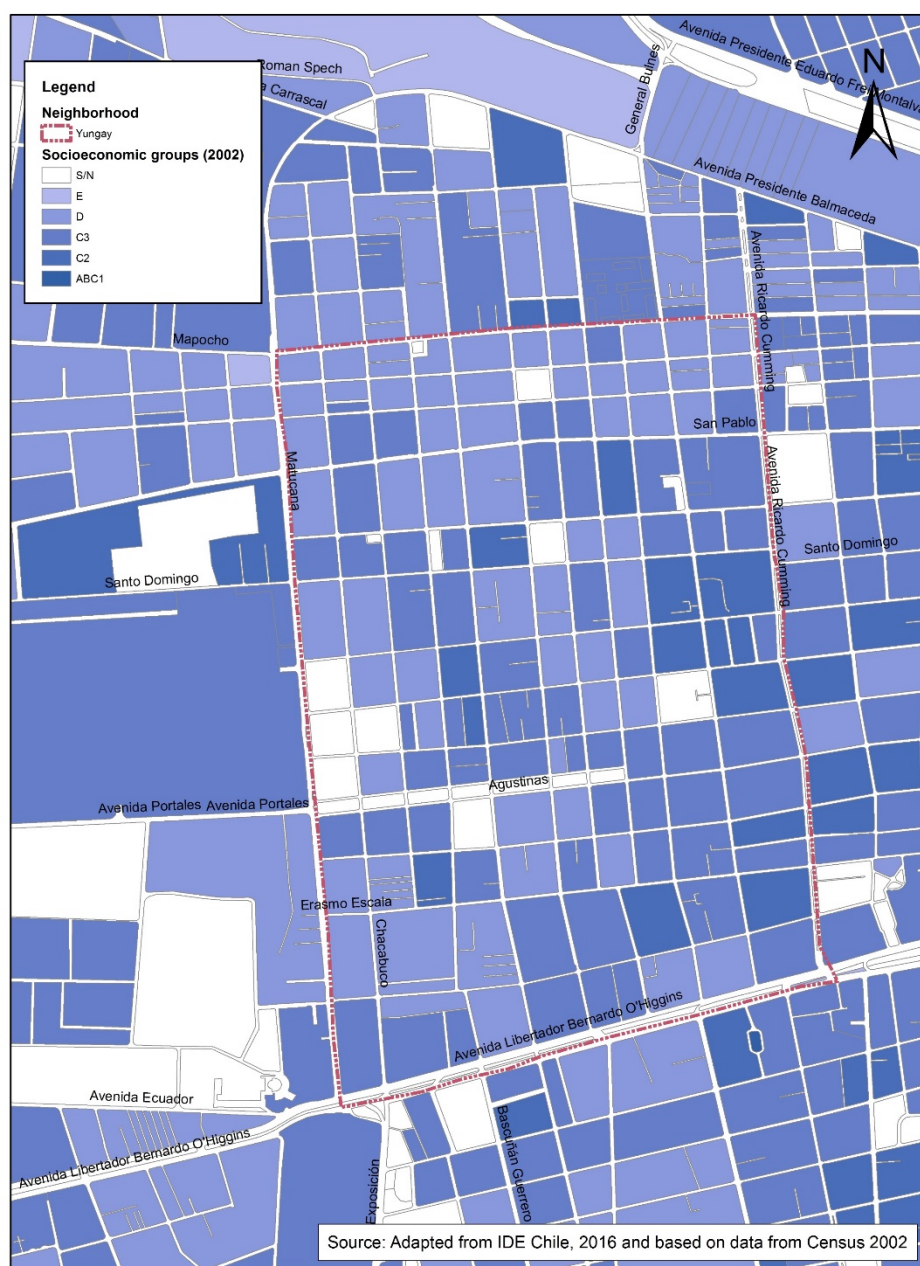 Avenida Presidente Eduardo Frei Montalva
General Bulnes
N
Roman Spech
a Carrascal
Legend
Neighborhood
Yungay
Socioeconomic groups (2002)
S/N
E
D
C3
C2
ABC1
Avenida Presidente Balmaceda
Avenida Ricardo Cumming
Mapocho
San Pablo
Matucana
Avenida Ricardo Cumming
Santo Domingo
Santo Domingo
Agustinas
Avenida Portales
Avenida Portales
Erasmo Escala
Chacabuco
Avenida Libertador Bernardo O'Higgins
Avenida Ecuador
Avenida Libertador Bernardo O'Higgins
Exposición
Bascuñán Guerrero
Source: Adapted from IDE Chile, 2016 and based on data from Census 2002